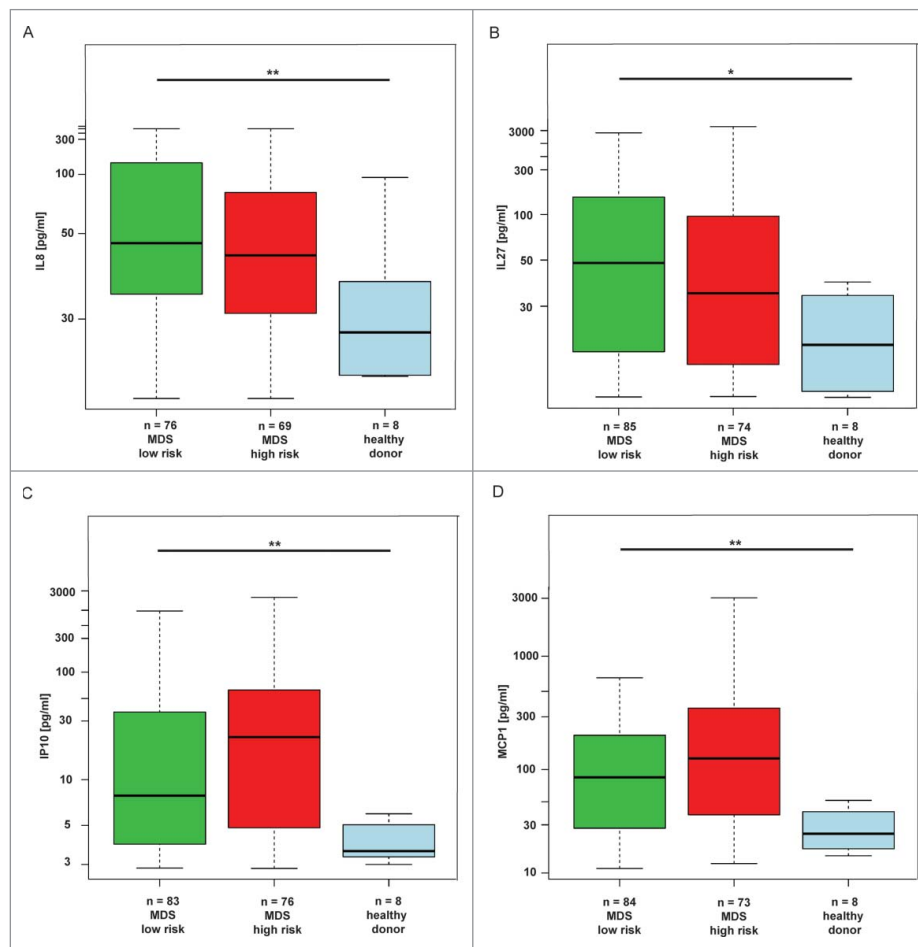 A
**
300
100
50
30
IL8 [pg/ml]
n = 76
MDS
low risk
n = 69
MDS
high risk
n = 8
healthy
donor
B
*
3000
300
100
50
30
IL27 [pg/ml]
n = 85
MDS
low risk
n = 74
MDS
high risk
n = 8
healthy
donor
C
**
3000
300
100
30
10
5
3
IP10 [pg/ml]
n = 83
MDS
low risk
n = 76
MDS
high risk
n = 8
healthy
donor
D
**
3000
1000
300
100
30
10
MCP1 [pg/ml]
n = 84
MDS
low risk
n = 73
MDS
high risk
n = 8
healthy
donor